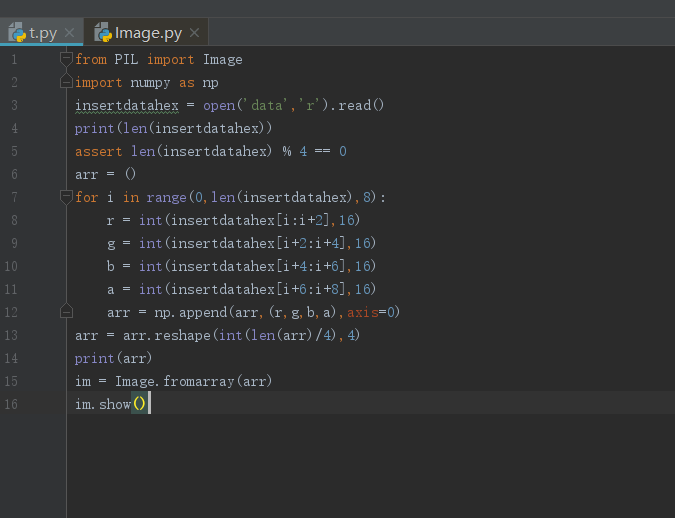 t.py Image.py
1 from PIL import Image
2 import numpy as np
3 insertdatahex = open('data','r').read()
4 print(len(insertdatahex))
5 assert len(insertdatahex) % 4 == 0
6 arr = ()
7 for i in range(0,len(insertdatahex),8):
8 r = int(insertdatahex[i:i+2],16)
9 g = int(insertdatahex[i+2:i+4],16)
10 b = int(insertdatahex[i+4:i+6],16)
11 a = int(insertdatahex[i+6:i+8],16)
12 arr = np.append(arr,(r,g,b,a),axis=0)
13 arr = arr.reshape(int(len(arr)/4),4)
14 print(arr)
15 im = Image.fromarray(arr)
16 im.show()